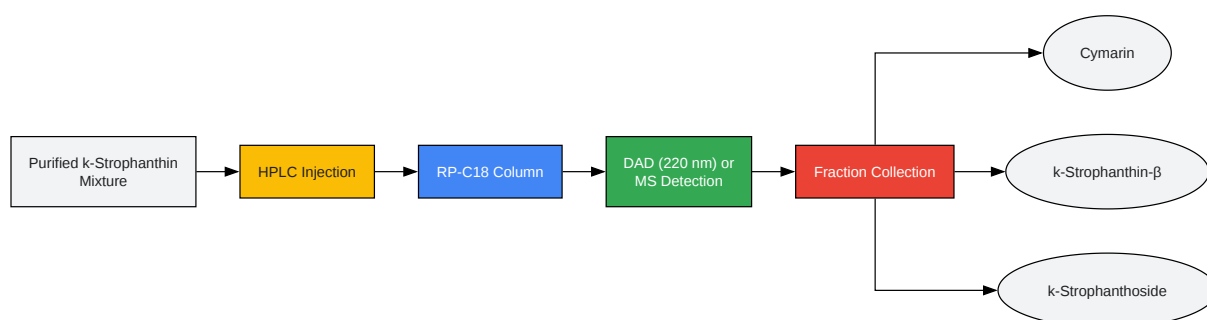 Cymarin
Purified k-Strophanthin
Mixture
HPLC Injection
RP-C18 Column
DAD (220 nm) or
MS Detection
Fraction Collection
k-Strophanthin-β
k-Strophanthoside